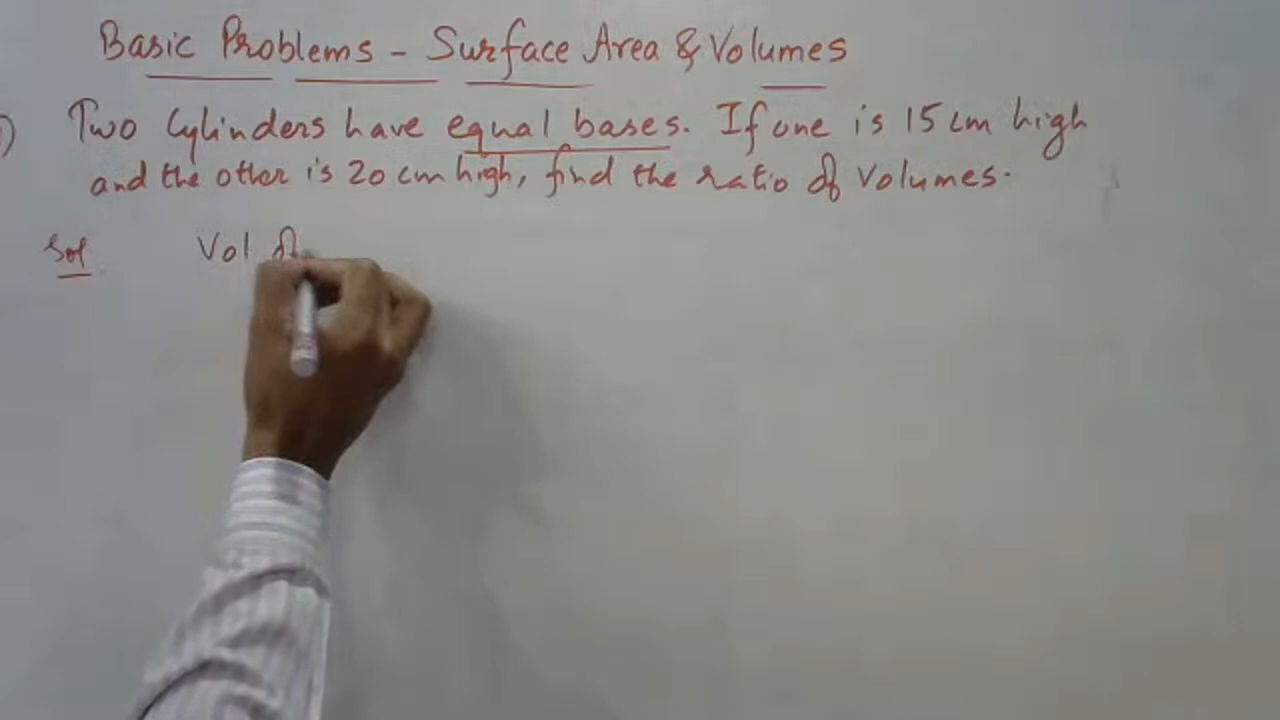 Basic Problems - Surface Area & Volumes
Two Cylinders have equal bases. If one is 15 cm high
and the other is 20 cm high, find the ratio of Volumes.
Sol Vol of